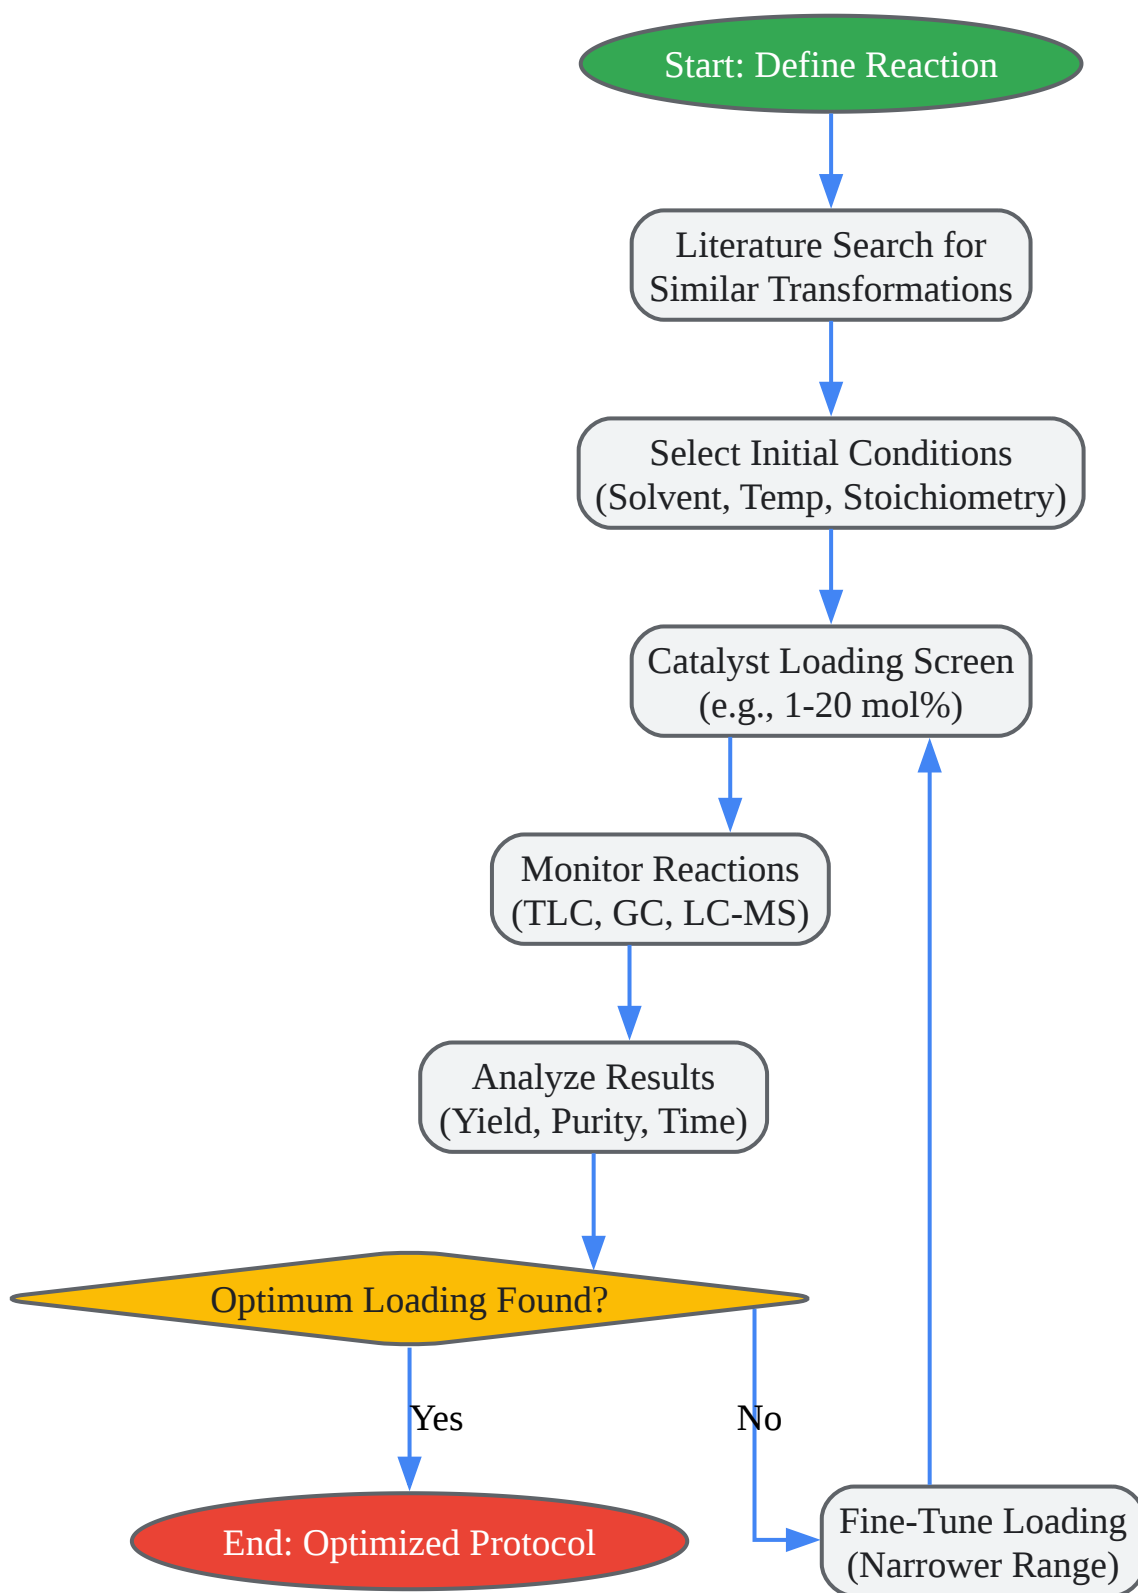 Start: Define Reaction
Literature Search for
Similar Transformations
Select Initial Conditions
(Solvent, Temp, Stoichiometry)
Catalyst Loading Screen
(e.g., 1-20 mol%)
Monitor Reactions
(TLC, GC, LC-MS)
Analyze Results
(Yield, Purity, Time)
Optimum Loading Found?
Yes
No
End: Optimized Protocol
Fine-Tune Loading
(Narrower Range)